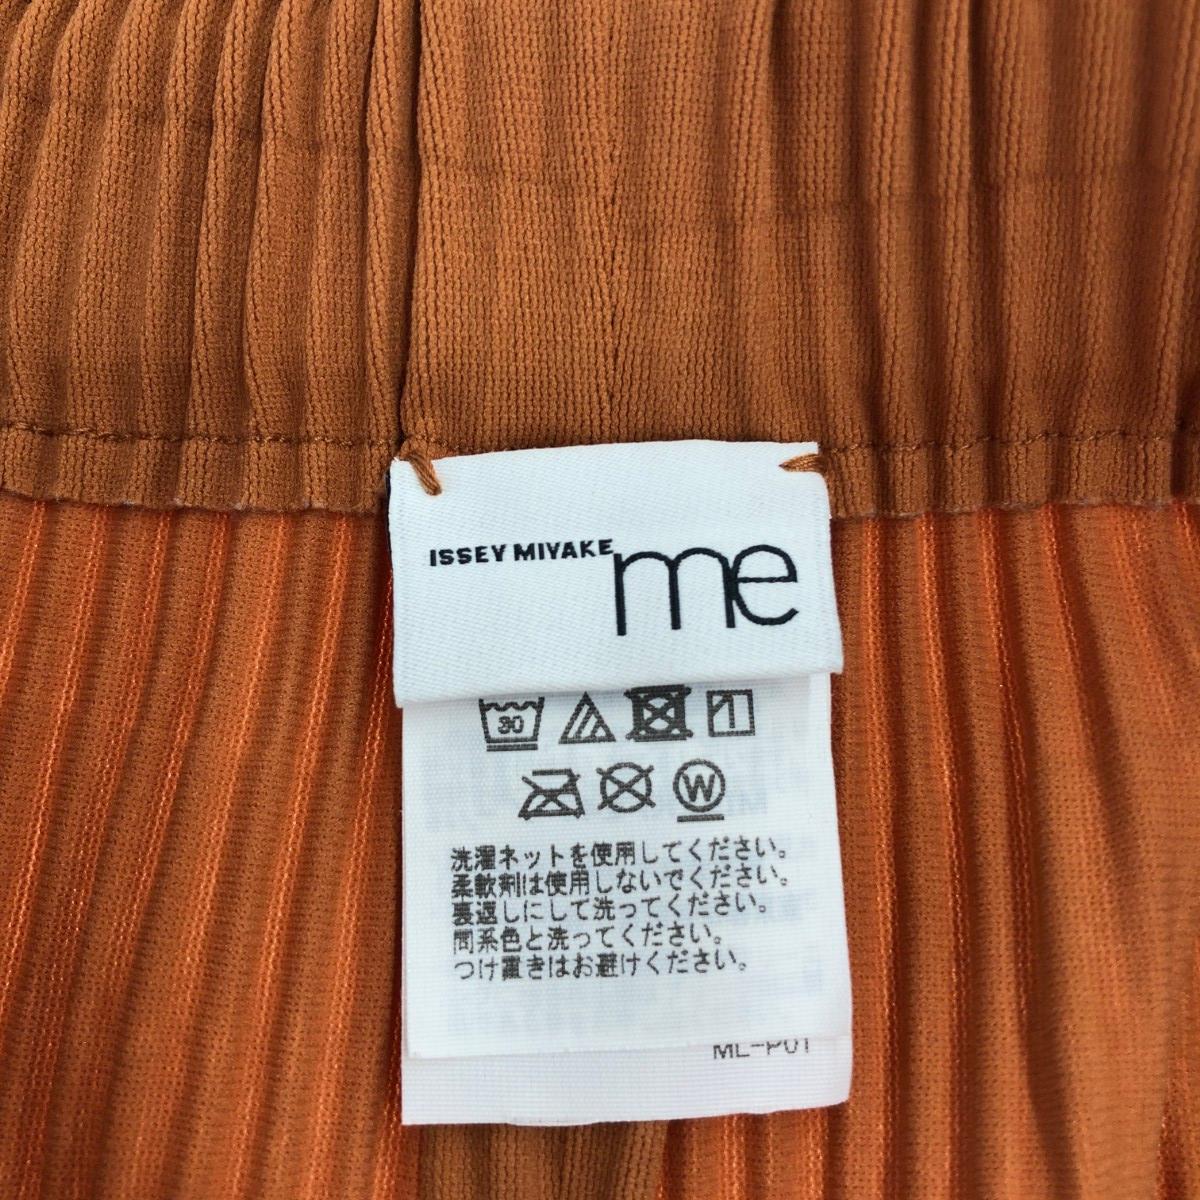 ISSEY MIYAKE me
30
W
洗濯ネットを使用してください。
柔軟剤は使用しないでください。
裏返しにして洗ってください。
同系色と洗ってください。
つけ置きはお避けください。
ML-P01